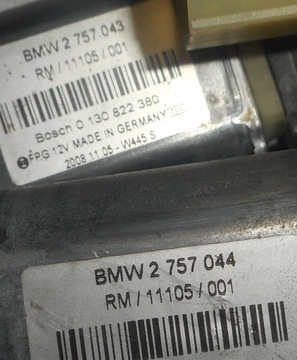 BMW 2 757 043
RM / 11105 / 001
Bosch 0 130 822 380
FPG 12V MADE IN GERMANY
2008 11 05 - W445 S
BMW 2 757 044
RM / 11105 / 001